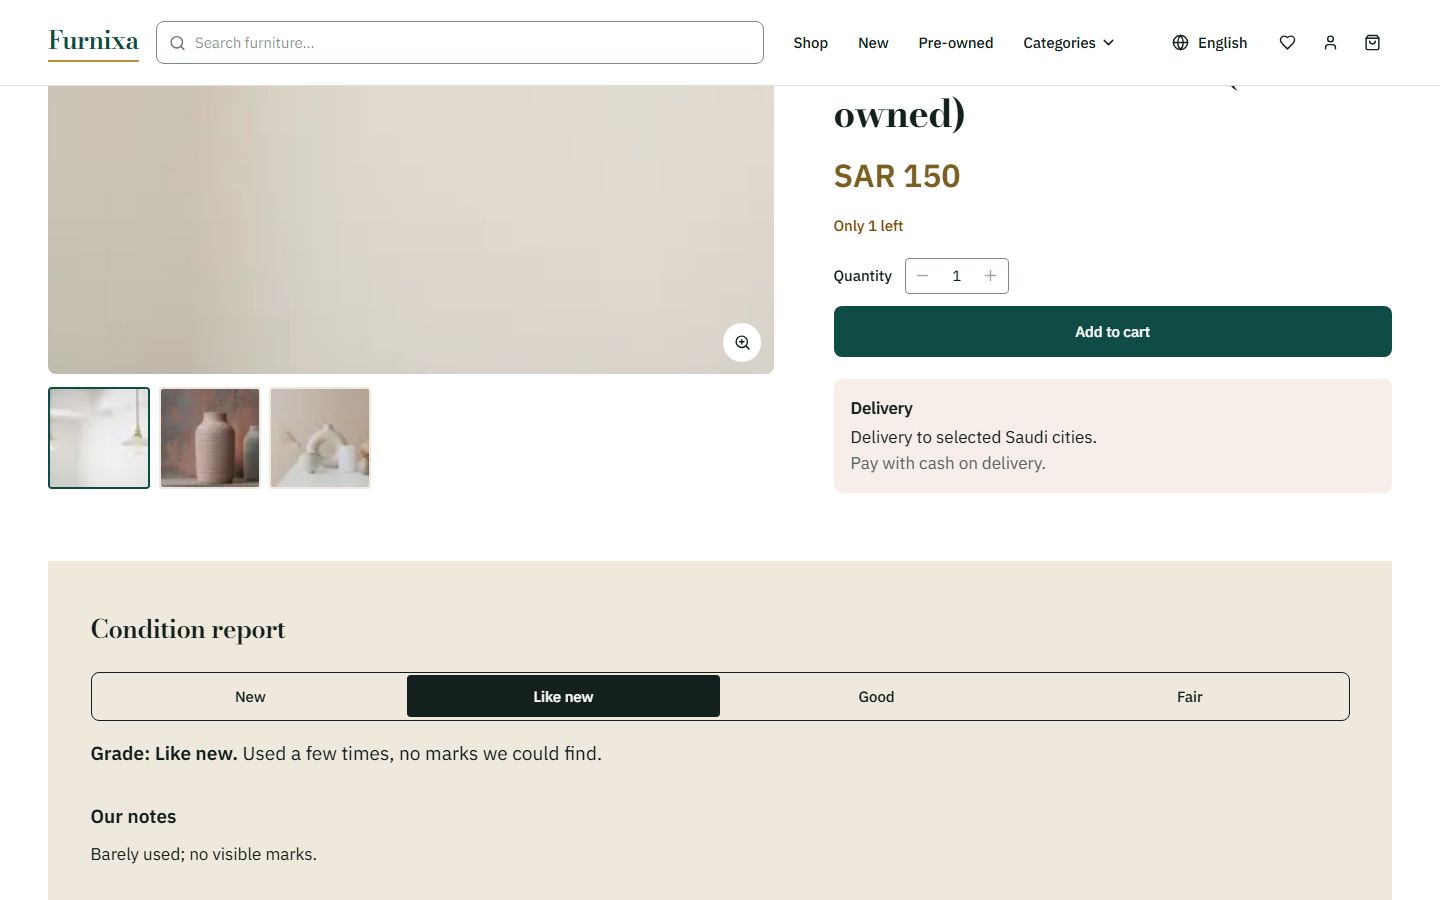 Furnixa
Search furniture...
Shop
New
Pre-owned
Categories
English
owned)
SAR 150
Only 1 left
Quantity
1
Add to cart
Delivery
Delivery to selected Saudi cities.
Pay with cash on delivery.
Condition report
New
Like new
Good
Fair
Grade: Like new. Used a few times, no marks we could find.
Our notes
Barely used; no visible marks.